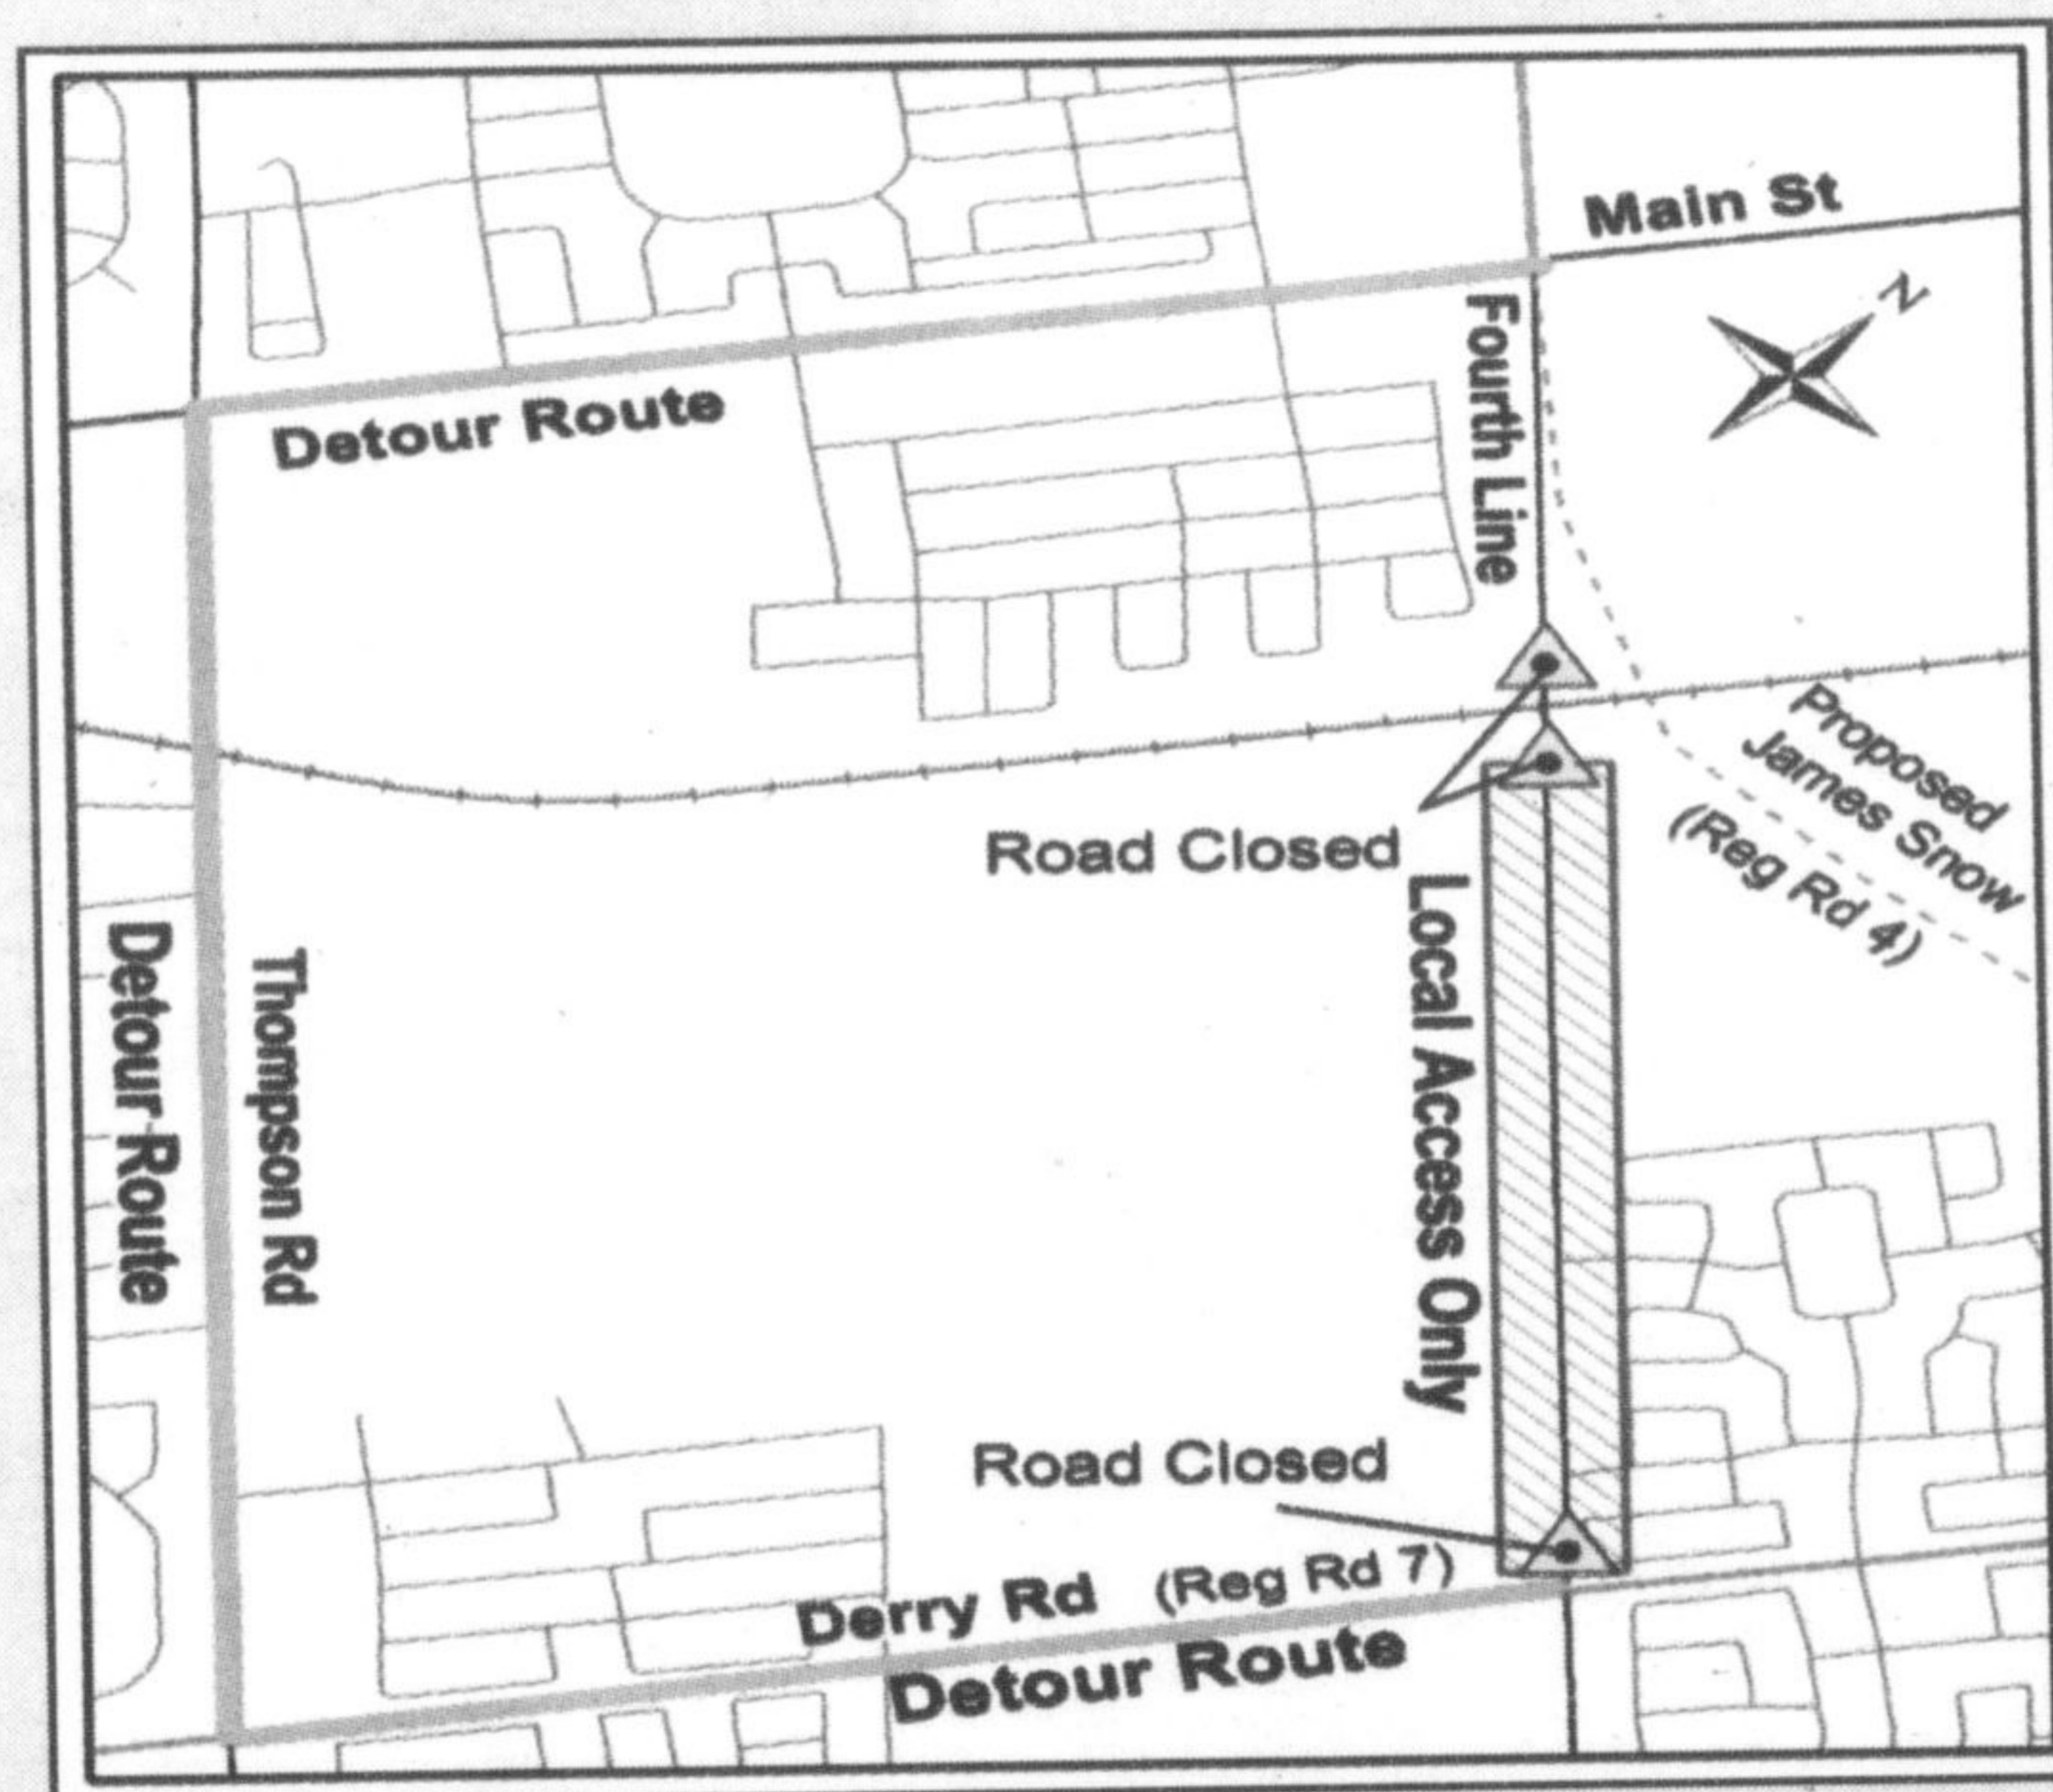 Main St
N
Fourth Line
Detour Route
Proposed
James Snow
(Reg Rd 4)
Road Closed
Local Access Only
Detour Route
Thompson Rd
Road Closed
Derry Rd (Reg Rd 7)
Detour Route